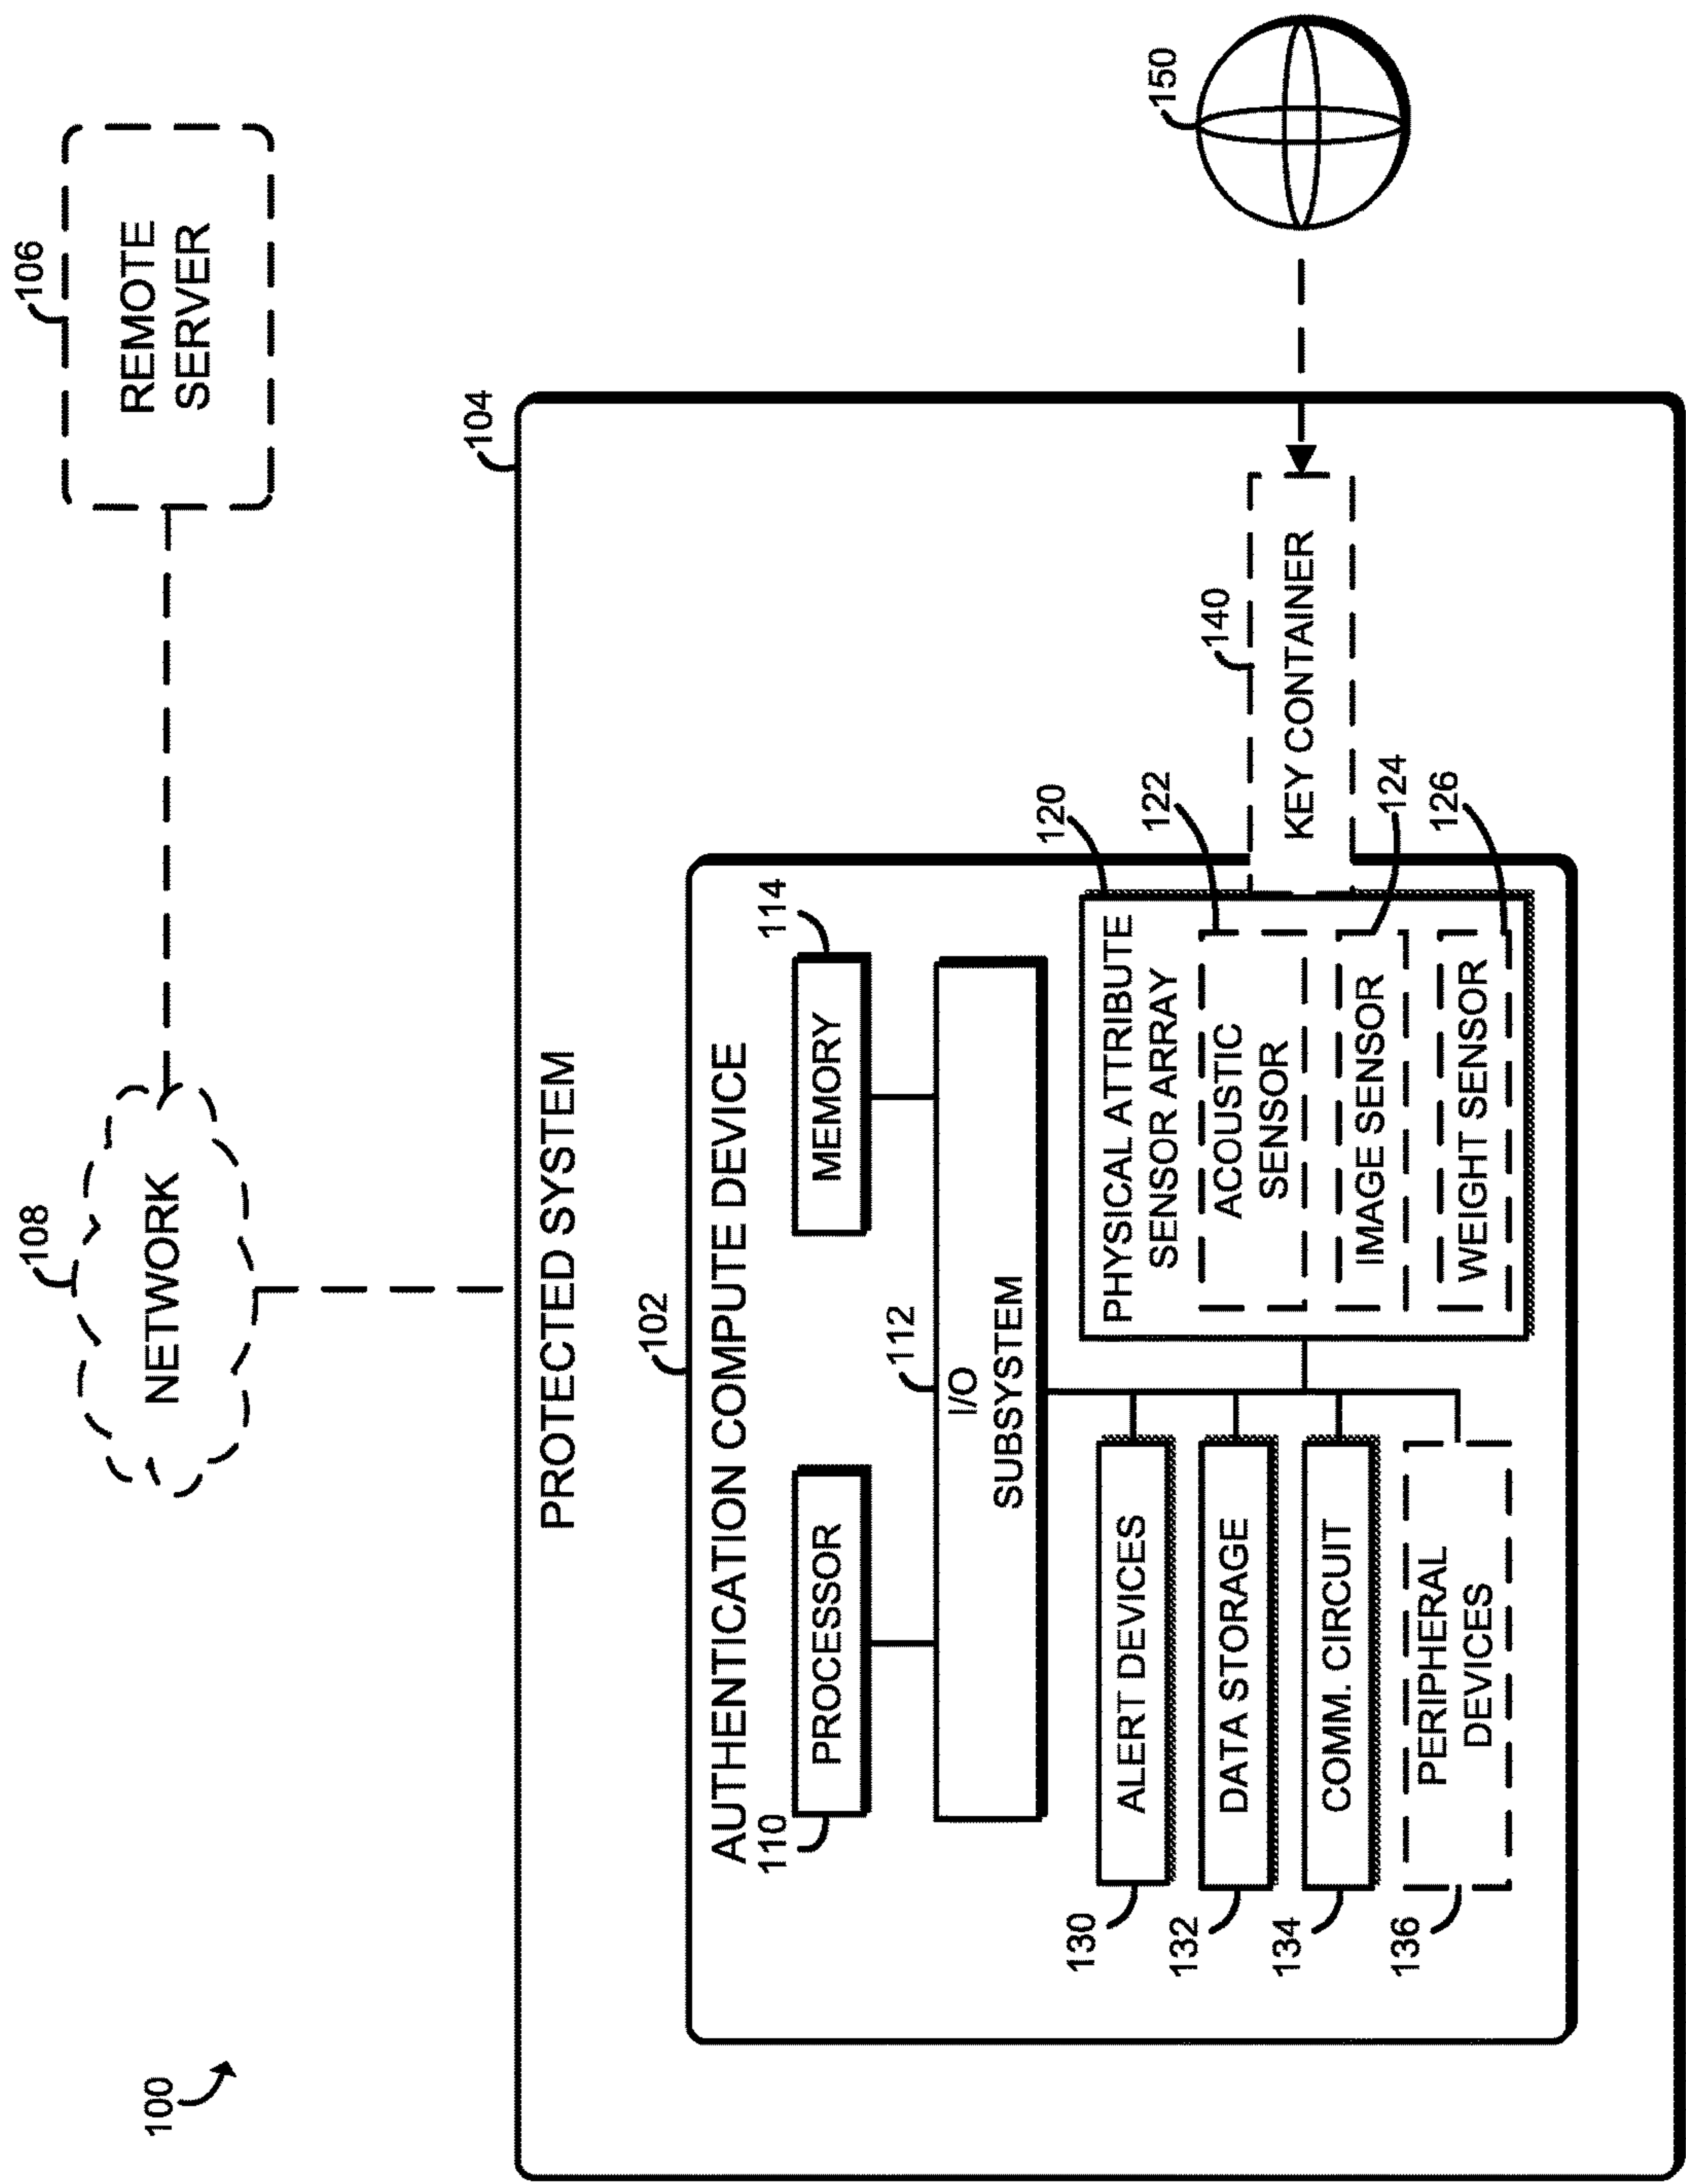 100
108
NETWORK
106
REMOTE
SERVER
104
PROTECTED SYSTEM
102
AUTHENTICATION COMPUTE DEVICE
110
PROCESSOR
114
MEMORY
112
I/O
SUBSYSTEM
130
ALERT DEVICES
132
DATA STORAGE
134
COMM. CIRCUIT
136
PERIPHERAL
DEVICES
120
PHYSICAL ATTRIBUTE
SENSOR ARRAY
122
ACOUSTIC
SENSOR
124
IMAGE SENSOR
126
WEIGHT SENSOR
140
KEY CONTAINER
150